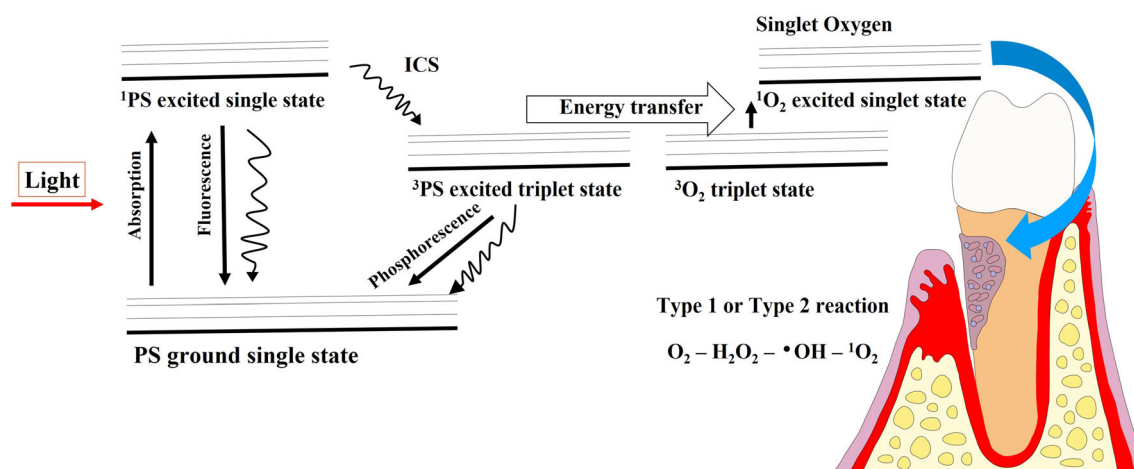 Singlet Oxygen
ICS
¹PS excited single state
Energy transfer
¹O₂ excited singlet state
Light
Absorption
Fluorescence
³PS excited triplet state
³O₂ triplet state
Phosphorescence
Type 1 or Type 2 reaction
PS ground single state
O₂ – H₂O₂ – •OH – ¹O₂